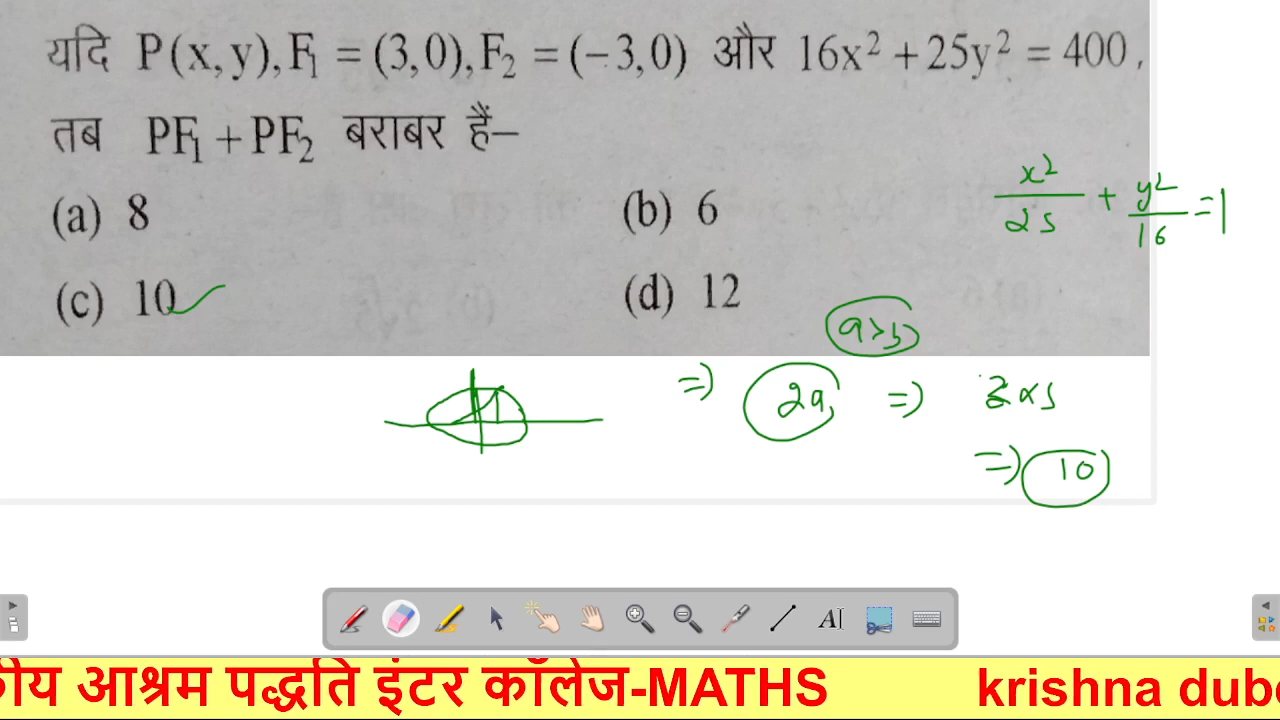 यदि P(x, y), F₁ = (3,0), F₂ = (−3,0) और 16x² + 25y² = 400,
तब PF₁ + PF₂ बराबर हैं–
(a) 8 (b) 6
(c) 10 (d) 12
x²/25 + y²/16 = 1
a>b
=> 2a => 2×5
=> 10
AI
आश्रम पद्धति इंटर कॉलेज-MATHS krishna